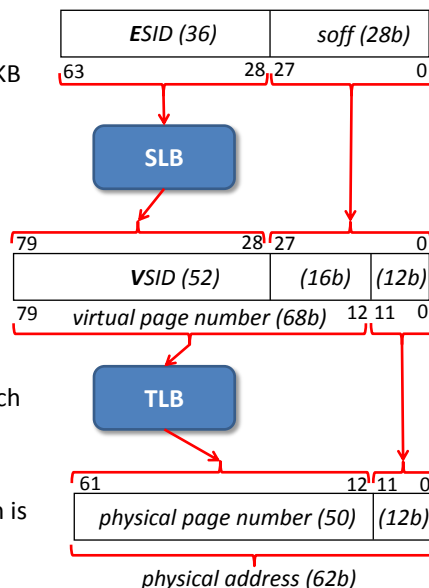 ESID (36) soff (28b)
KB 63 28 27 0
SLB
79 28 27 0
VSID (52) (16b) (12b)
79 virtual page number (68b) 12 11 0
ch
TLB
61 12 11 0
n is physical page number (50) (12b)
physical address (62b)